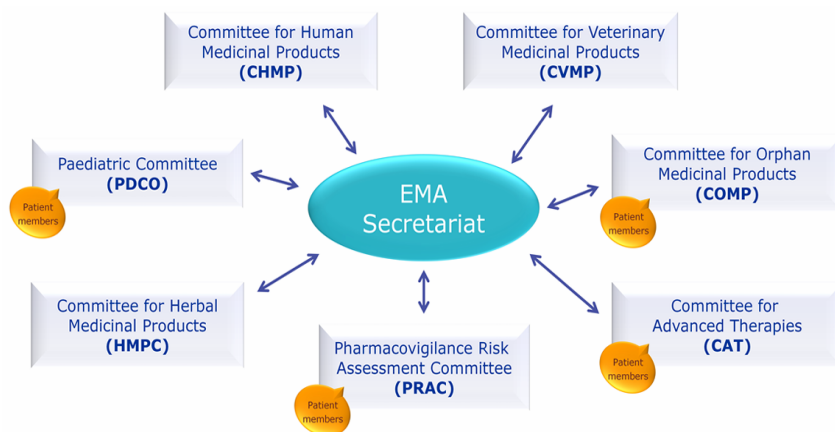 Committee for Human
Medicinal Products
(CHMP)
Committee for Veterinary
Medicinal Products
(CVMP)
Paediatric Committee
(PDCO)
Patient
members
EMA
Secretariat
Committee for Orphan
Medicinal Products
(COMP)
Patient
members
Committee for Herbal
Medicinal Products
(HMPC)
Pharmacovigilance Risk
Assessment Committee
(PRAC)
Patient
members
Committee for
Advanced Therapies
(CAT)
Patient
members